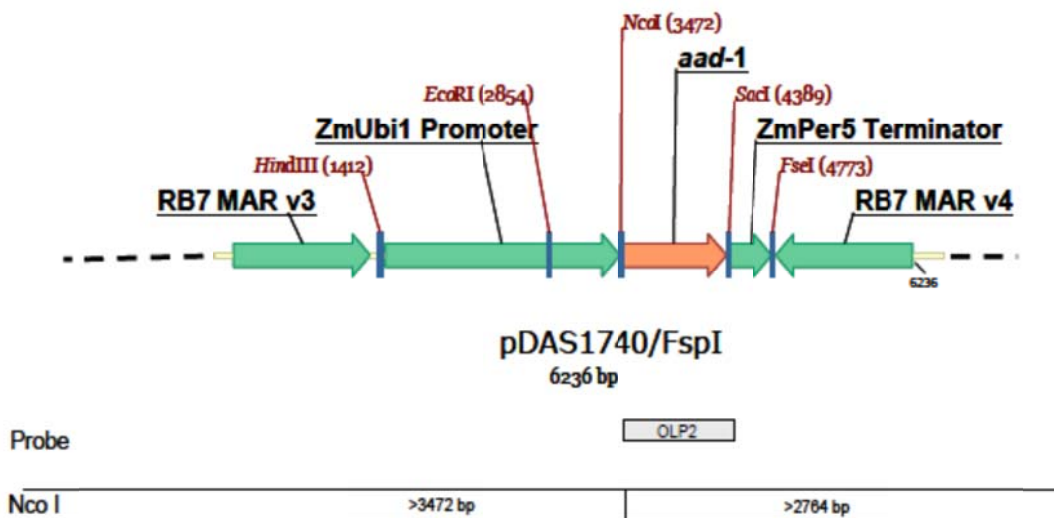 NcoI (3472)
aad-1
EcoRI (2854)
SacI (4389)
ZmUbi1 Promoter
ZmPer5 Terminator
HindIII (1412)
FseI (4773)
RB7 MAR v3
RB7 MAR v4
6236
pDAS1740/FspI
6236 bp
Probe
OLP2
Nco I
>3472 bp
>2764 bp